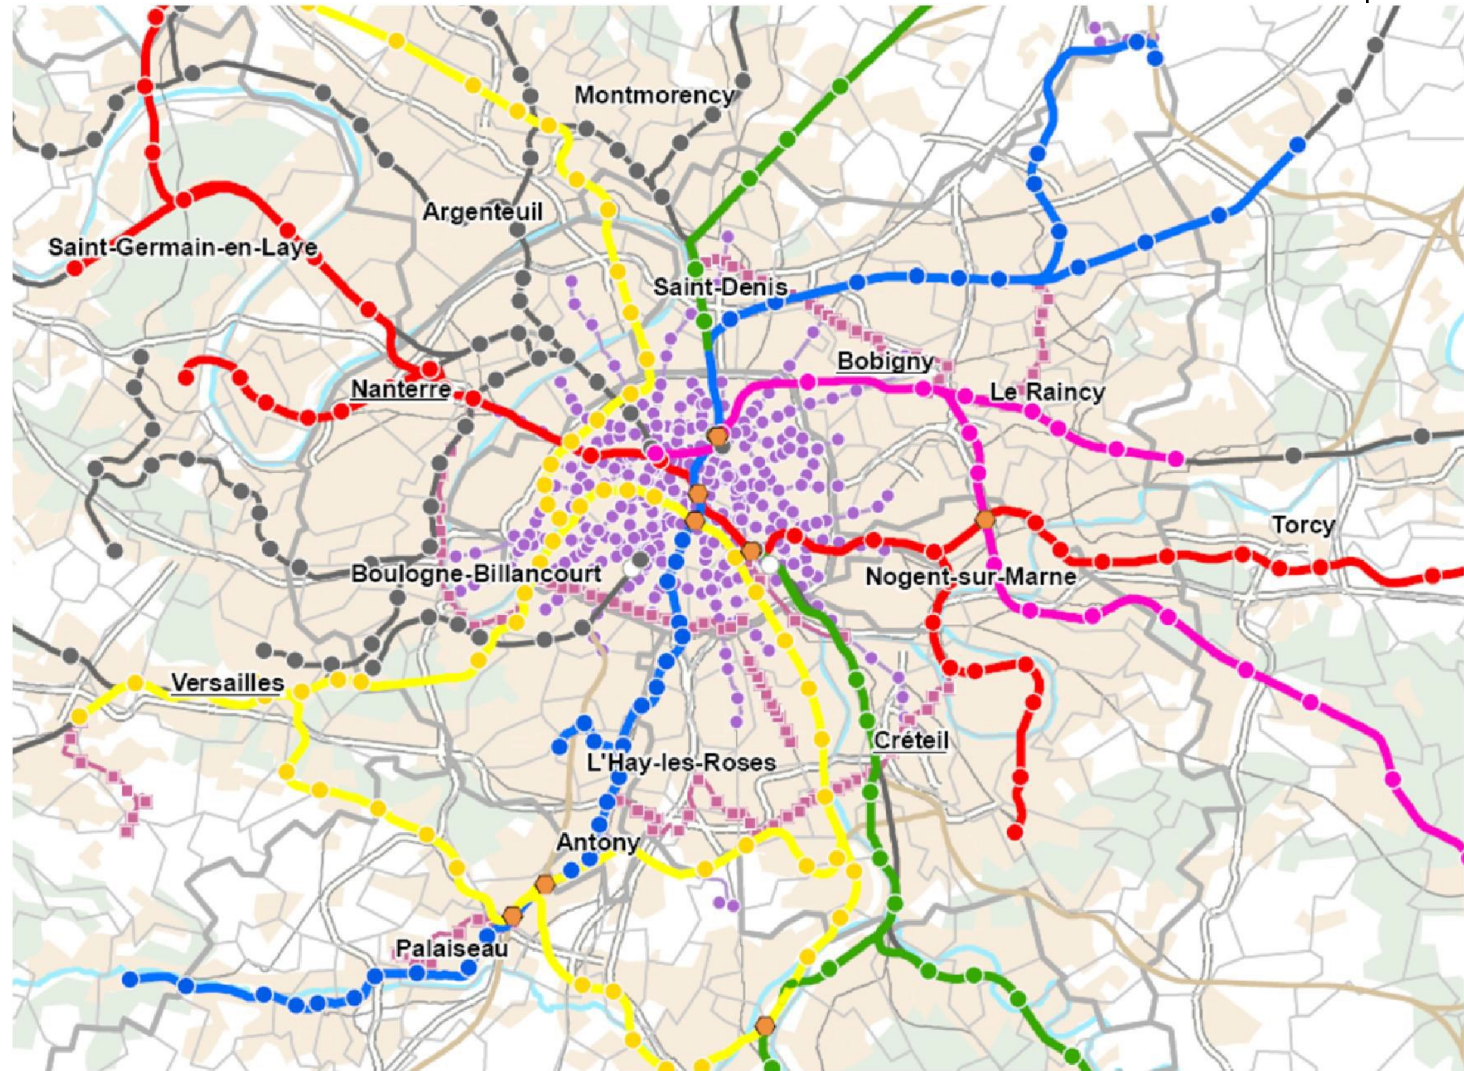 Montmorency
Argenteuil
Saint-Germain-en-Laye
Saint-Denis
Bobigny
Nanterre
Le Raincy
Torcy
Boulogne-Billancourt
Nogent-sur-Marne
Versailles
Créteil
L'Hay-les-Roses
Antony
Palaiseau